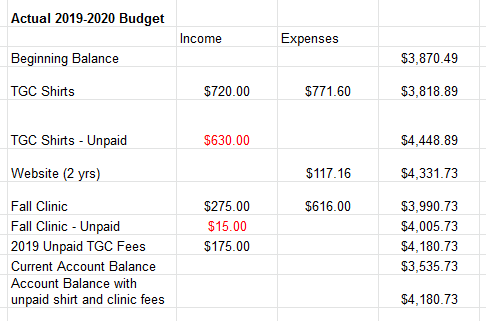 Actual 2019-2020 Budget
Income Expenses
Beginning Balance $3,870.49
TGC Shirts $720.00 $771.60 $3,818.89
TGC Shirts - Unpaid $630.00 $4,448.89
Website (2 yrs) $117.16 $4,331.73
Fall Clinic $275.00 $616.00 $3,990.73
Fall Clinic - Unpaid $15.00 $4,005.73
2019 Unpaid TGC Fees $175.00 $4,180.73
Current Account Balance $3,535.73
Account Balance with
unpaid shirt and clinic fees $4,180.73